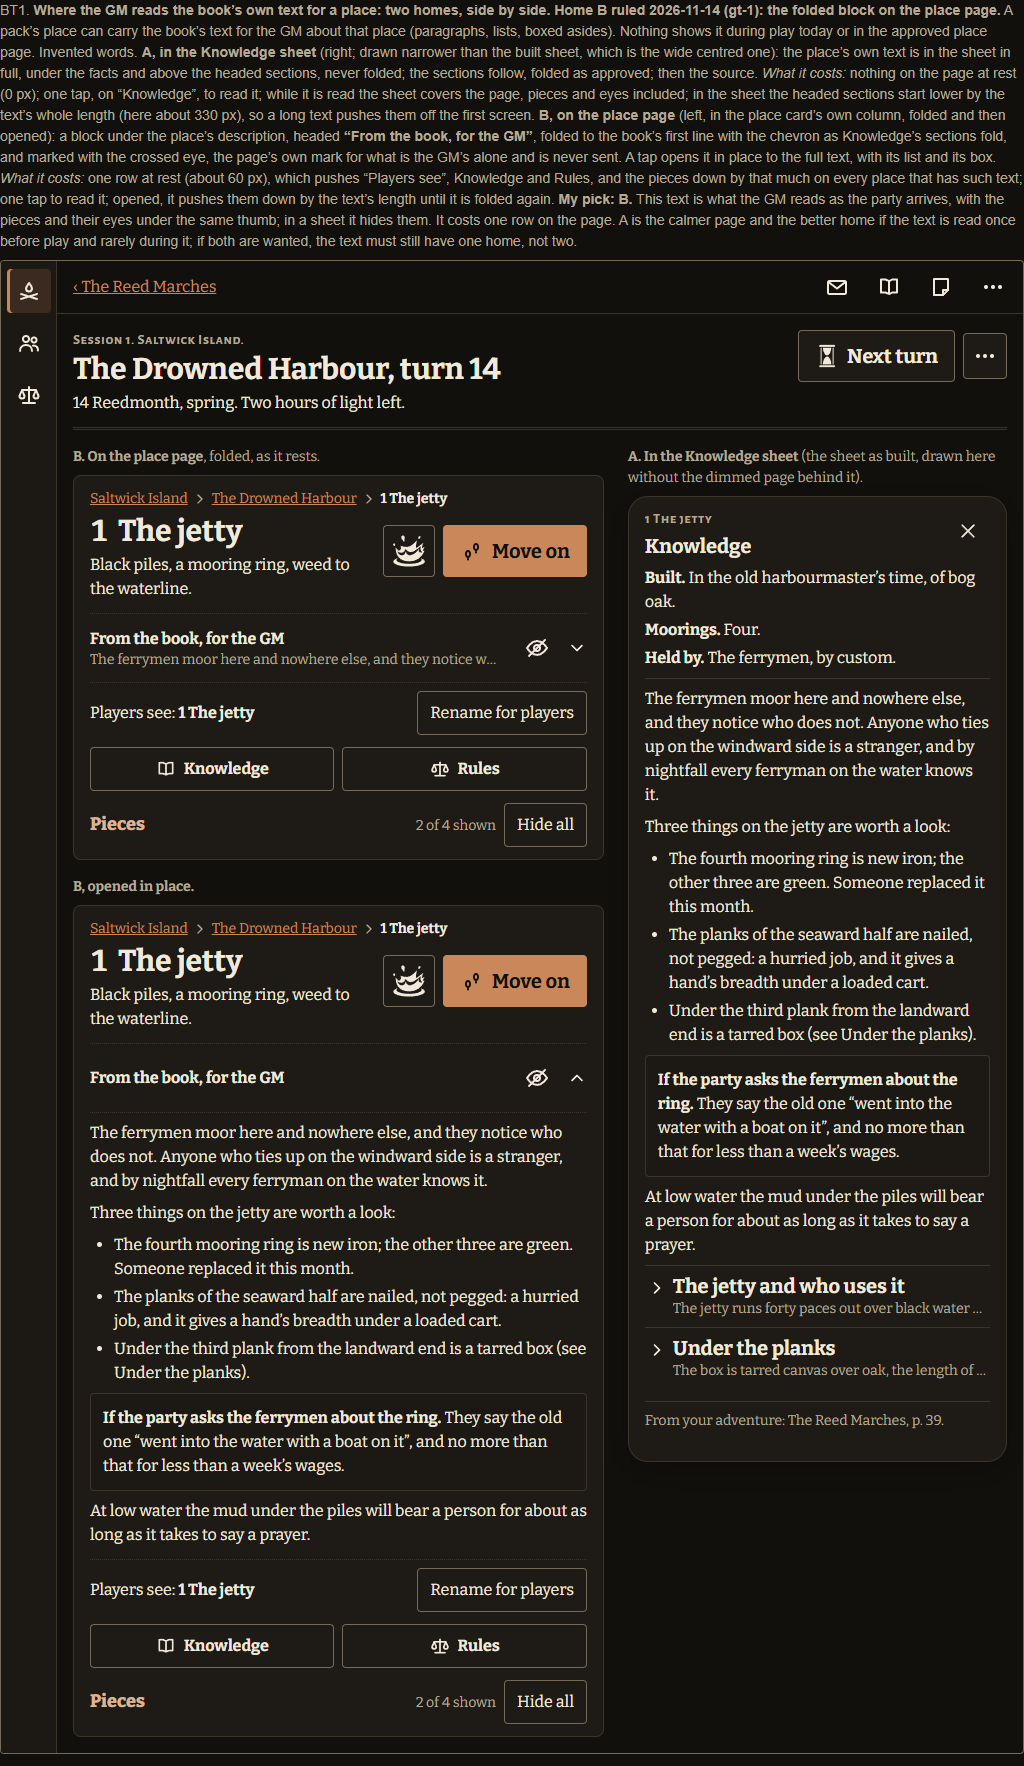 BT1. Where the GM reads the book’s own text for a place: two homes, side by side. Home B ruled 2026-11-14 (gt-1): the folded block on the place page. A
pack’s place can carry the book’s text for the GM about that place (paragraphs, lists, boxed asides). Nothing shows it during play today or in the approved place
page. Invented words. A, in the Knowledge sheet (right; drawn narrower than the built sheet, which is the wide centred one): the place’s own text is in the sheet in
full, under the facts and above the headed sections, never folded; the sections follow, folded as approved; then the source. What it costs: nothing on the page at rest
(0 px); one tap, on “Knowledge”, to read it; while it is read the sheet covers the page, pieces and eyes included; in the sheet the headed sections start lower by the
text’s whole length (here about 330 px), so a long text pushes them off the first screen. B, on the place page (left, in the place card’s own column, folded and then
opened): a block under the place’s description, headed “From the book, for the GM”, folded to the book’s first line with the chevron as Knowledge’s sections fold,
and marked with the crossed eye, the page’s own mark for what is the GM’s alone and is never sent. A tap opens it in place to the full text, with its list and its box.
What it costs: one row at rest (about 60 px), which pushes “Players see”, Knowledge and Rules, and the pieces down by that much on every place that has such text;
one tap to read it; opened, it pushes them down by the text’s length until it is folded again. My pick: B. This text is what the GM reads as the party arrives, with the
pieces and their eyes under the same thumb; in a sheet it hides them. It costs one row on the page. A is the calmer page and the better home if the text is read once
before play and rarely during it; if both are wanted, the text must still have one home, not two.
‹ The Reed Marches
Session 1. Saltwick Island.
The Drowned Harbour, turn 14
14 Reedmonth, spring. Two hours of light left.
Next turn
B. On the place page, folded, as it rests.
Saltwick Island > The Drowned Harbour > 1 The jetty
1 The jetty
Black piles, a mooring ring, weed to
the waterline.
Move on
From the book, for the GM
The ferrymen moor here and nowhere else, and they notice w...
Players see: 1 The jetty
Rename for players
Knowledge
Rules
Pieces
2 of 4 shown
Hide all
B, opened in place.
Saltwick Island > The Drowned Harbour > 1 The jetty
1 The jetty
Black piles, a mooring ring, weed to
the waterline.
Move on
From the book, for the GM
The ferrymen moor here and nowhere else, and they notice who
does not. Anyone who ties up on the windward side is a stranger,
and by nightfall every ferryman on the water knows it.
Three things on the jetty are worth a look:
• The fourth mooring ring is new iron; the other three are green.
Someone replaced it this month.
• The planks of the seaward half are nailed, not pegged: a hurried
job, and it gives a hand’s breadth under a loaded cart.
• Under the third plank from the landward end is a tarred box (see
Under the planks).
If the party asks the ferrymen about the ring. They say the old
one “went into the water with a boat on it”, and no more than
that for less than a week’s wages.
At low water the mud under the piles will bear a person for about as
long as it takes to say a prayer.
Players see: 1 The jetty
Rename for players
Knowledge
Rules
Pieces
2 of 4 shown
Hide all
A. In the Knowledge sheet (the sheet as built, drawn here
without the dimmed page behind it).
1 The jetty
Knowledge
Built. In the old harbourmaster’s time, of bog
oak.
Moorings. Four.
Held by. The ferrymen, by custom.
The ferrymen moor here and nowhere else,
and they notice who does not. Anyone who ties
up on the windward side is a stranger, and by
nightfall every ferryman on the water knows
it.
Three things on the jetty are worth a look:
• The fourth mooring ring is new iron; the
other three are green. Someone replaced it
this month.
• The planks of the seaward half are nailed,
not pegged: a hurried job, and it gives a
hand’s breadth under a loaded cart.
• Under the third plank from the landward
end is a tarred box (see Under the planks).
If the party asks the ferrymen about the
ring. They say the old one “went into the
water with a boat on it”, and no more than
that for less than a week’s wages.
At low water the mud under the piles will bear
a person for about as long as it takes to say a
prayer.
The jetty and who uses it
The jetty runs forty paces out over black water ...
Under the planks
The box is tarred canvas over oak, the length of ...
From your adventure: The Reed Marches, p. 39.